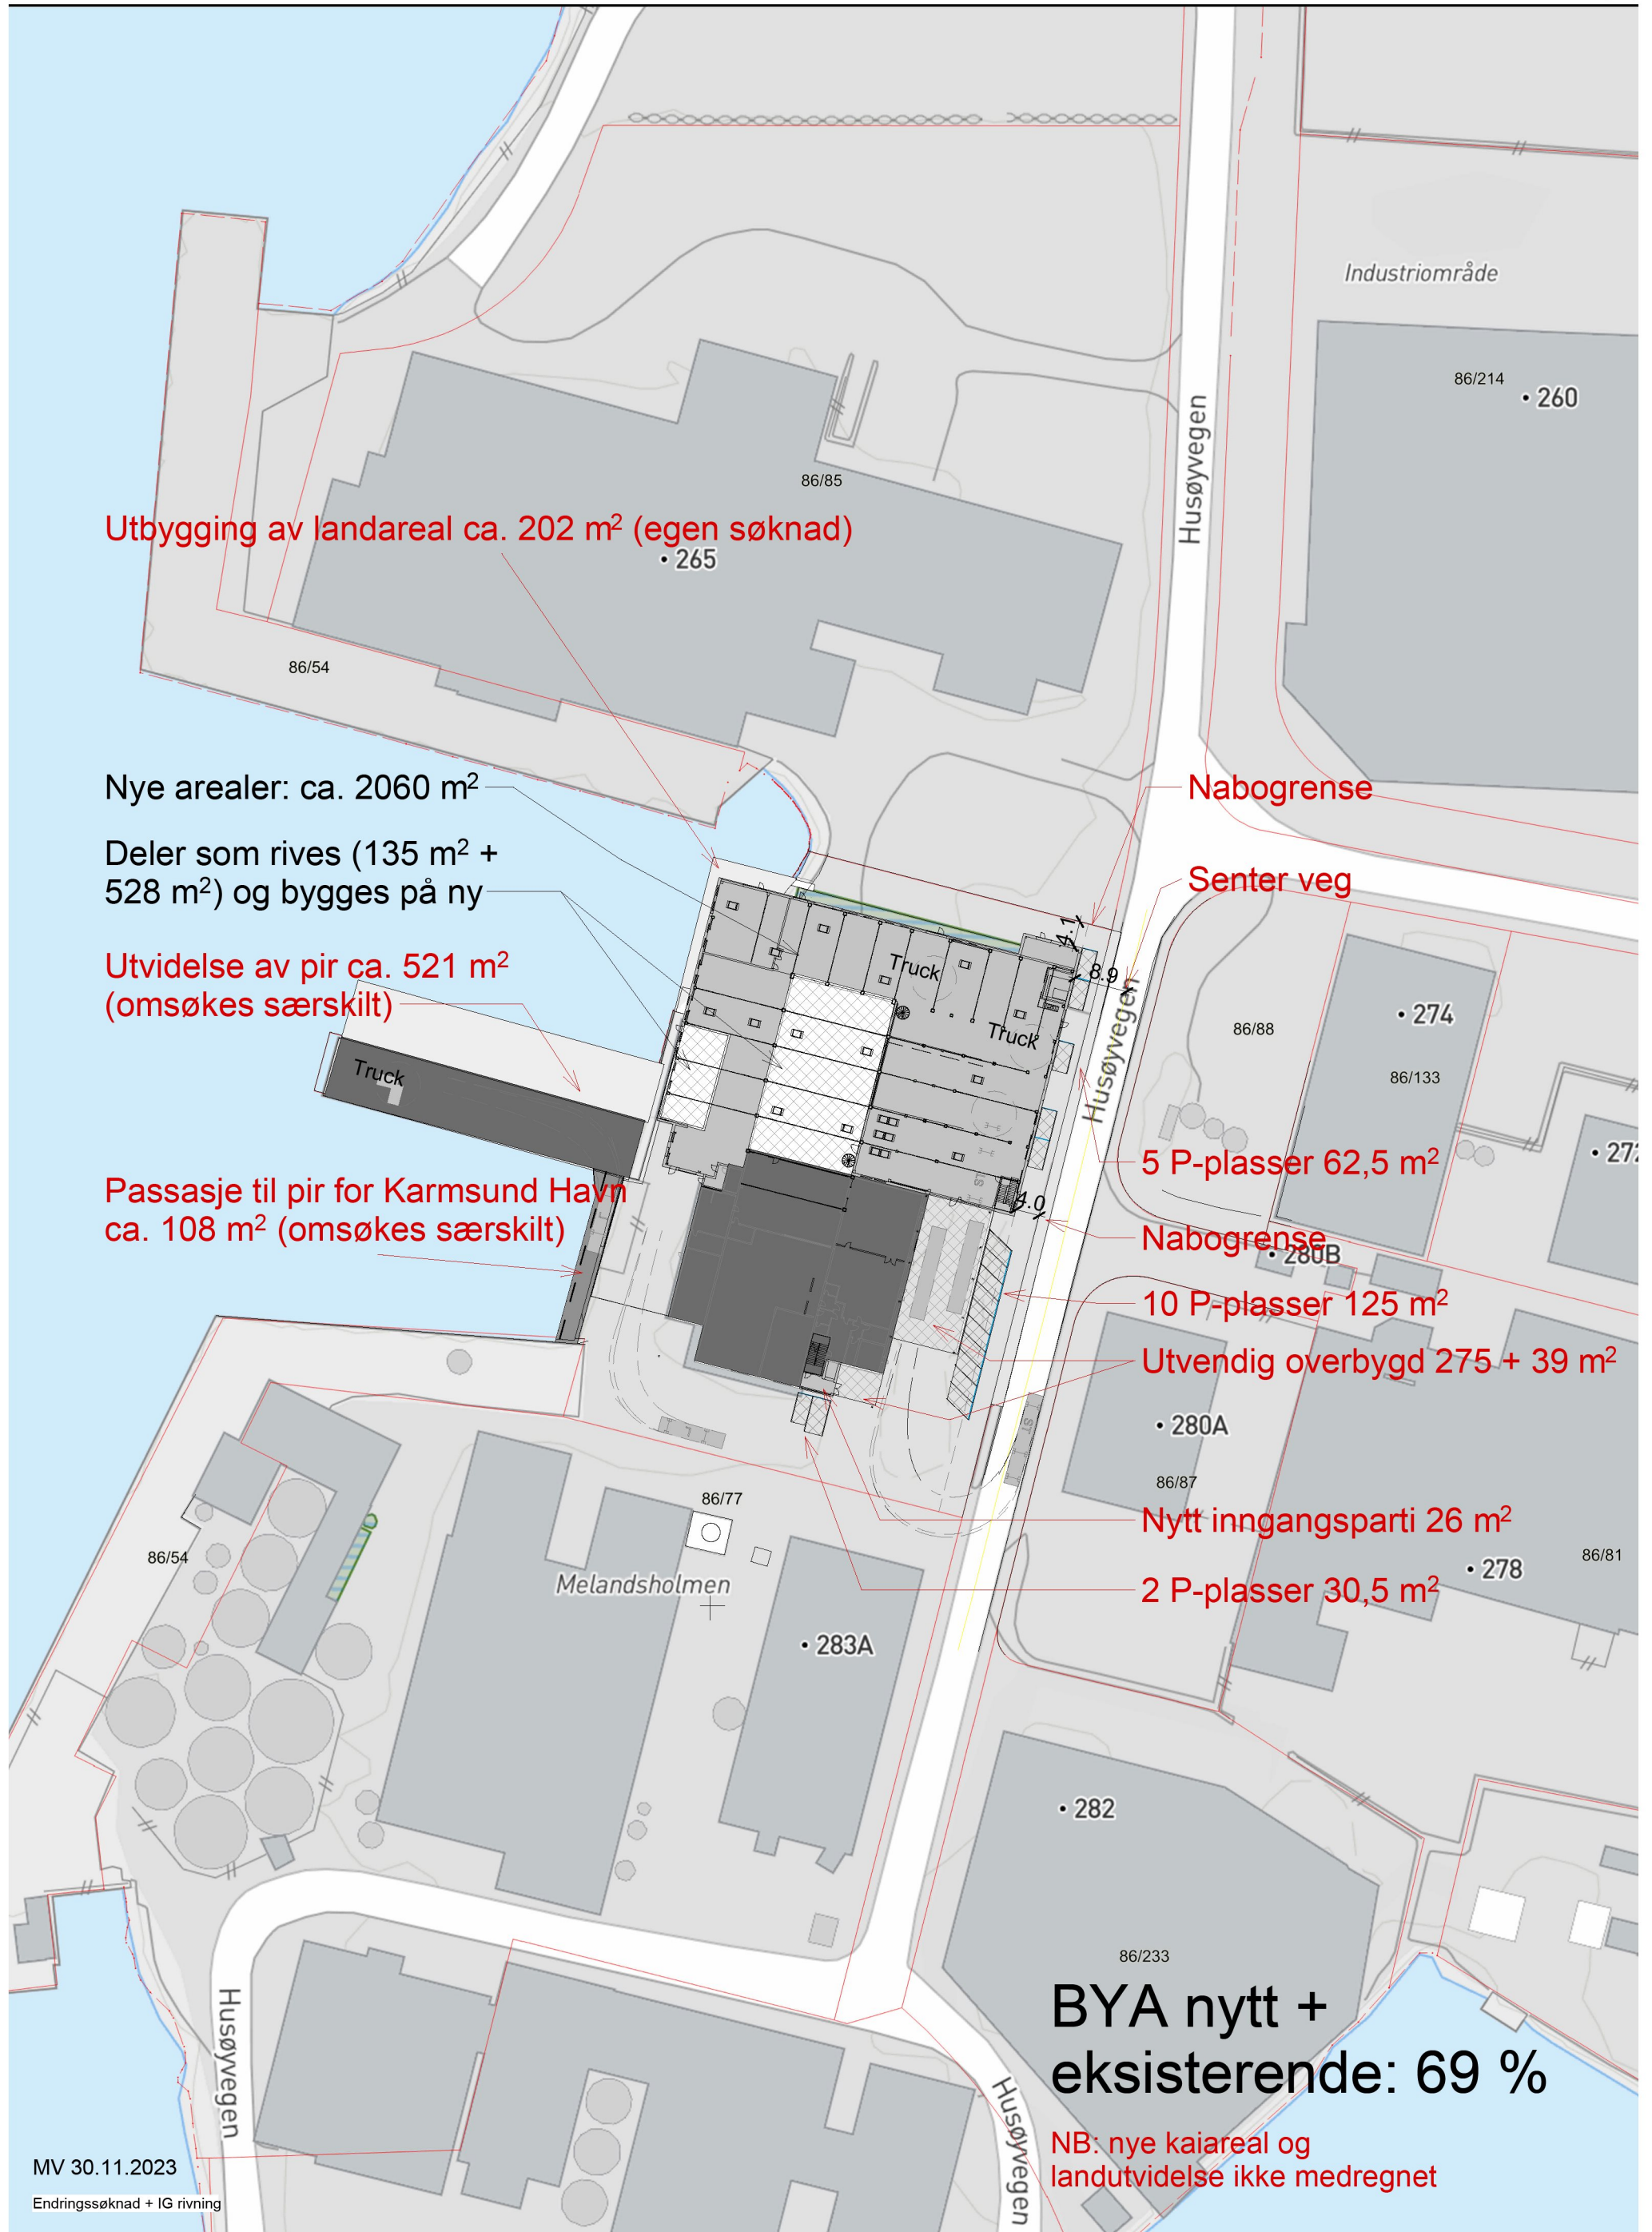 Industriområde
86/214
260
Husøyvegen
86/85
Utbygging av landareal ca. 202 m² (egen søknad)
265
86/54
Nye arealer: ca. 2060 m²
Nabogrense
Deler som rives (135 m² +
528 m²) og bygges på ny
Senter veg
4.1
Utvidelse av pir ca. 521 m²
(omsøkes særskilt)
Truck
8.9
Truck
Husøyvegen
86/88
274
86/133
Truck
5 P-plasser 62,5 m²
Passasje til pir for Karmsund Havn
ca. 108 m² (omsøkes særskilt)
4.0
Nabogrense
280B
10 P-plasser 125 m²
Utvendig overbygd 275 + 39 m²
ST
280A
86/87
86/77
Nytt inngangsparti 26 m²
86/54
86/81
278
Melandsholmen
2 P-plasser 30,5 m²
283A
282
86/233
Husøyvegen
BYA nytt +
eksisterende: 69 %
Husøyvegen
NB: nye kaiareal og
landutvidelse ikke medregnet
MV 30.11.2023
Endringssøknad + IG rivning